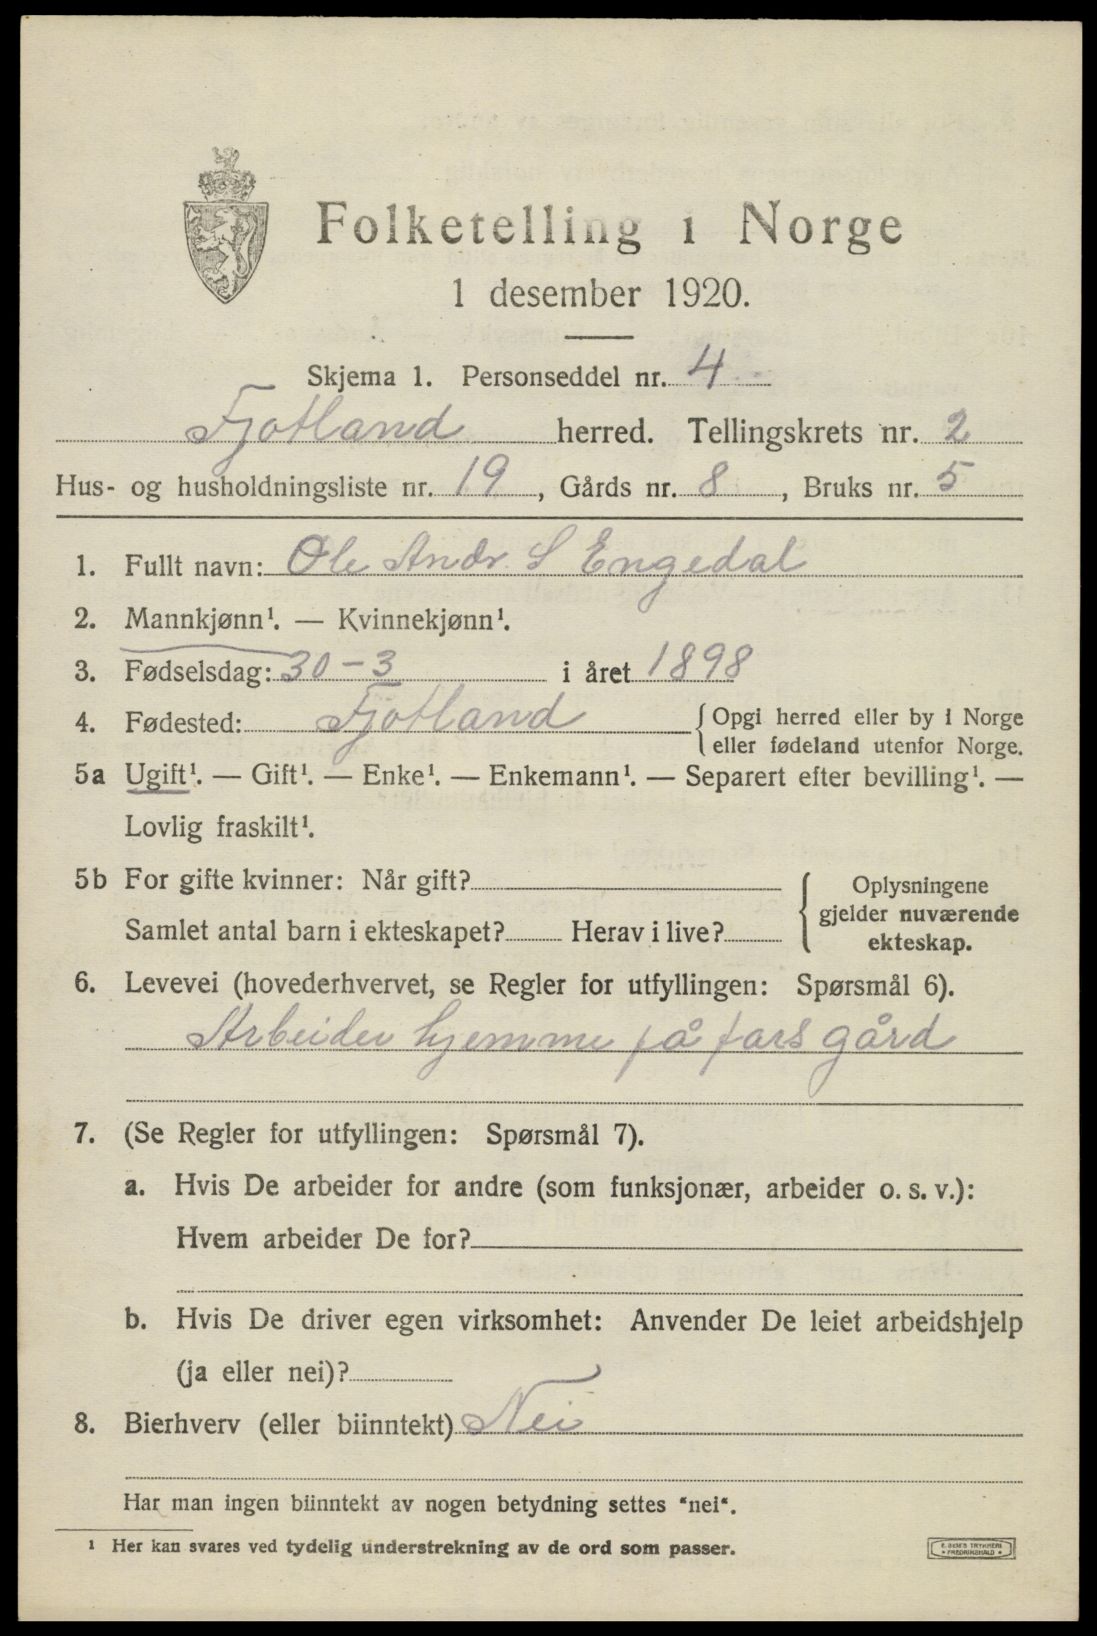 Folketelling i Norge
1 desember 1920.
Skjema 1. Personseddel nr. 4
Fjotland herred. Tellingskrets nr. 2
Hus- og husholdningsliste nr. 19, Gårds nr. 8, Bruks nr. 5
1. Fullt navn: Ole Andr. S Engedal
2. Mannkjønn¹. — Kvinnekjønn¹.
3. Fødselsdag: 30-3 i året 1898
4. Fødested: Fjotland {Opgi herred eller by i Norge
eller fødeland utenfor Norge.
5a Ugift¹. — Gift¹. — Enke¹. — Enkemann¹. — Separert efter bevilling¹. —
Lovlig fraskilt¹.
5b For gifte kvinner: Når gift?
Samlet antal barn i ekteskapet? Herav i live?
{Oplysningene
gjelder nuværende
ekteskap.
6. Levevei (hovederhvervet, se Regler for utfyllingen: Spørsmål 6).
Arbeider hjemme på fars gård
7. (Se Regler for utfyllingen: Spørsmål 7).
a. Hvis De arbeider for andre (som funksjonær, arbeider o. s. v.):
Hvem arbeider De for?
b. Hvis De driver egen virksomhet: Anvender De leiet arbeidshjelp
(ja eller nei)?
8. Bierhverv (eller biinntekt) Nei
Har man ingen biinntekt av nogen betydning settes "nei".
¹ Her kan svares ved tydelig understrekning av de ord som passer.
E. SEM'S TRYKKERI
• FREDRIKSHALD •